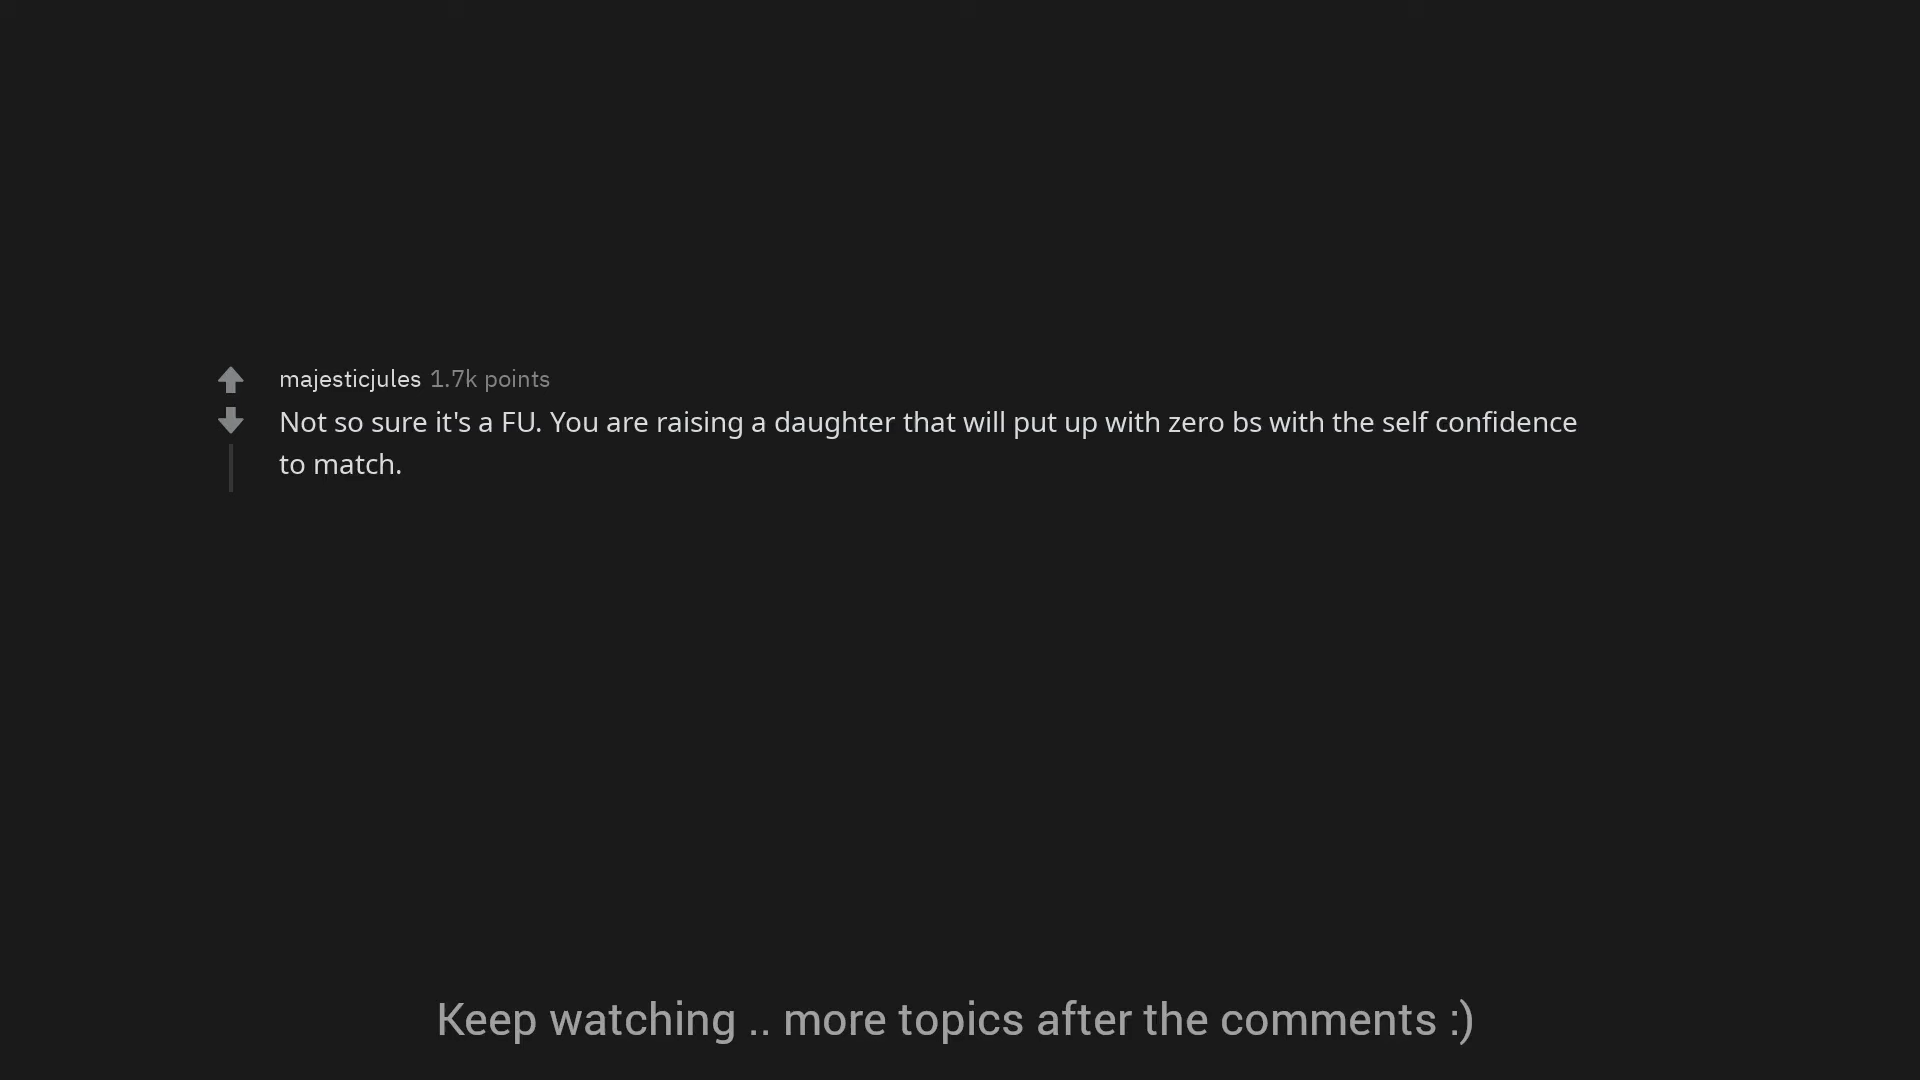 majesticjules 1.7k points
Not so sure it's a FU. You are raising a daughter that will put up with zero bs with the self confidence
to match.
Keep watching .. more topics after the comments :)